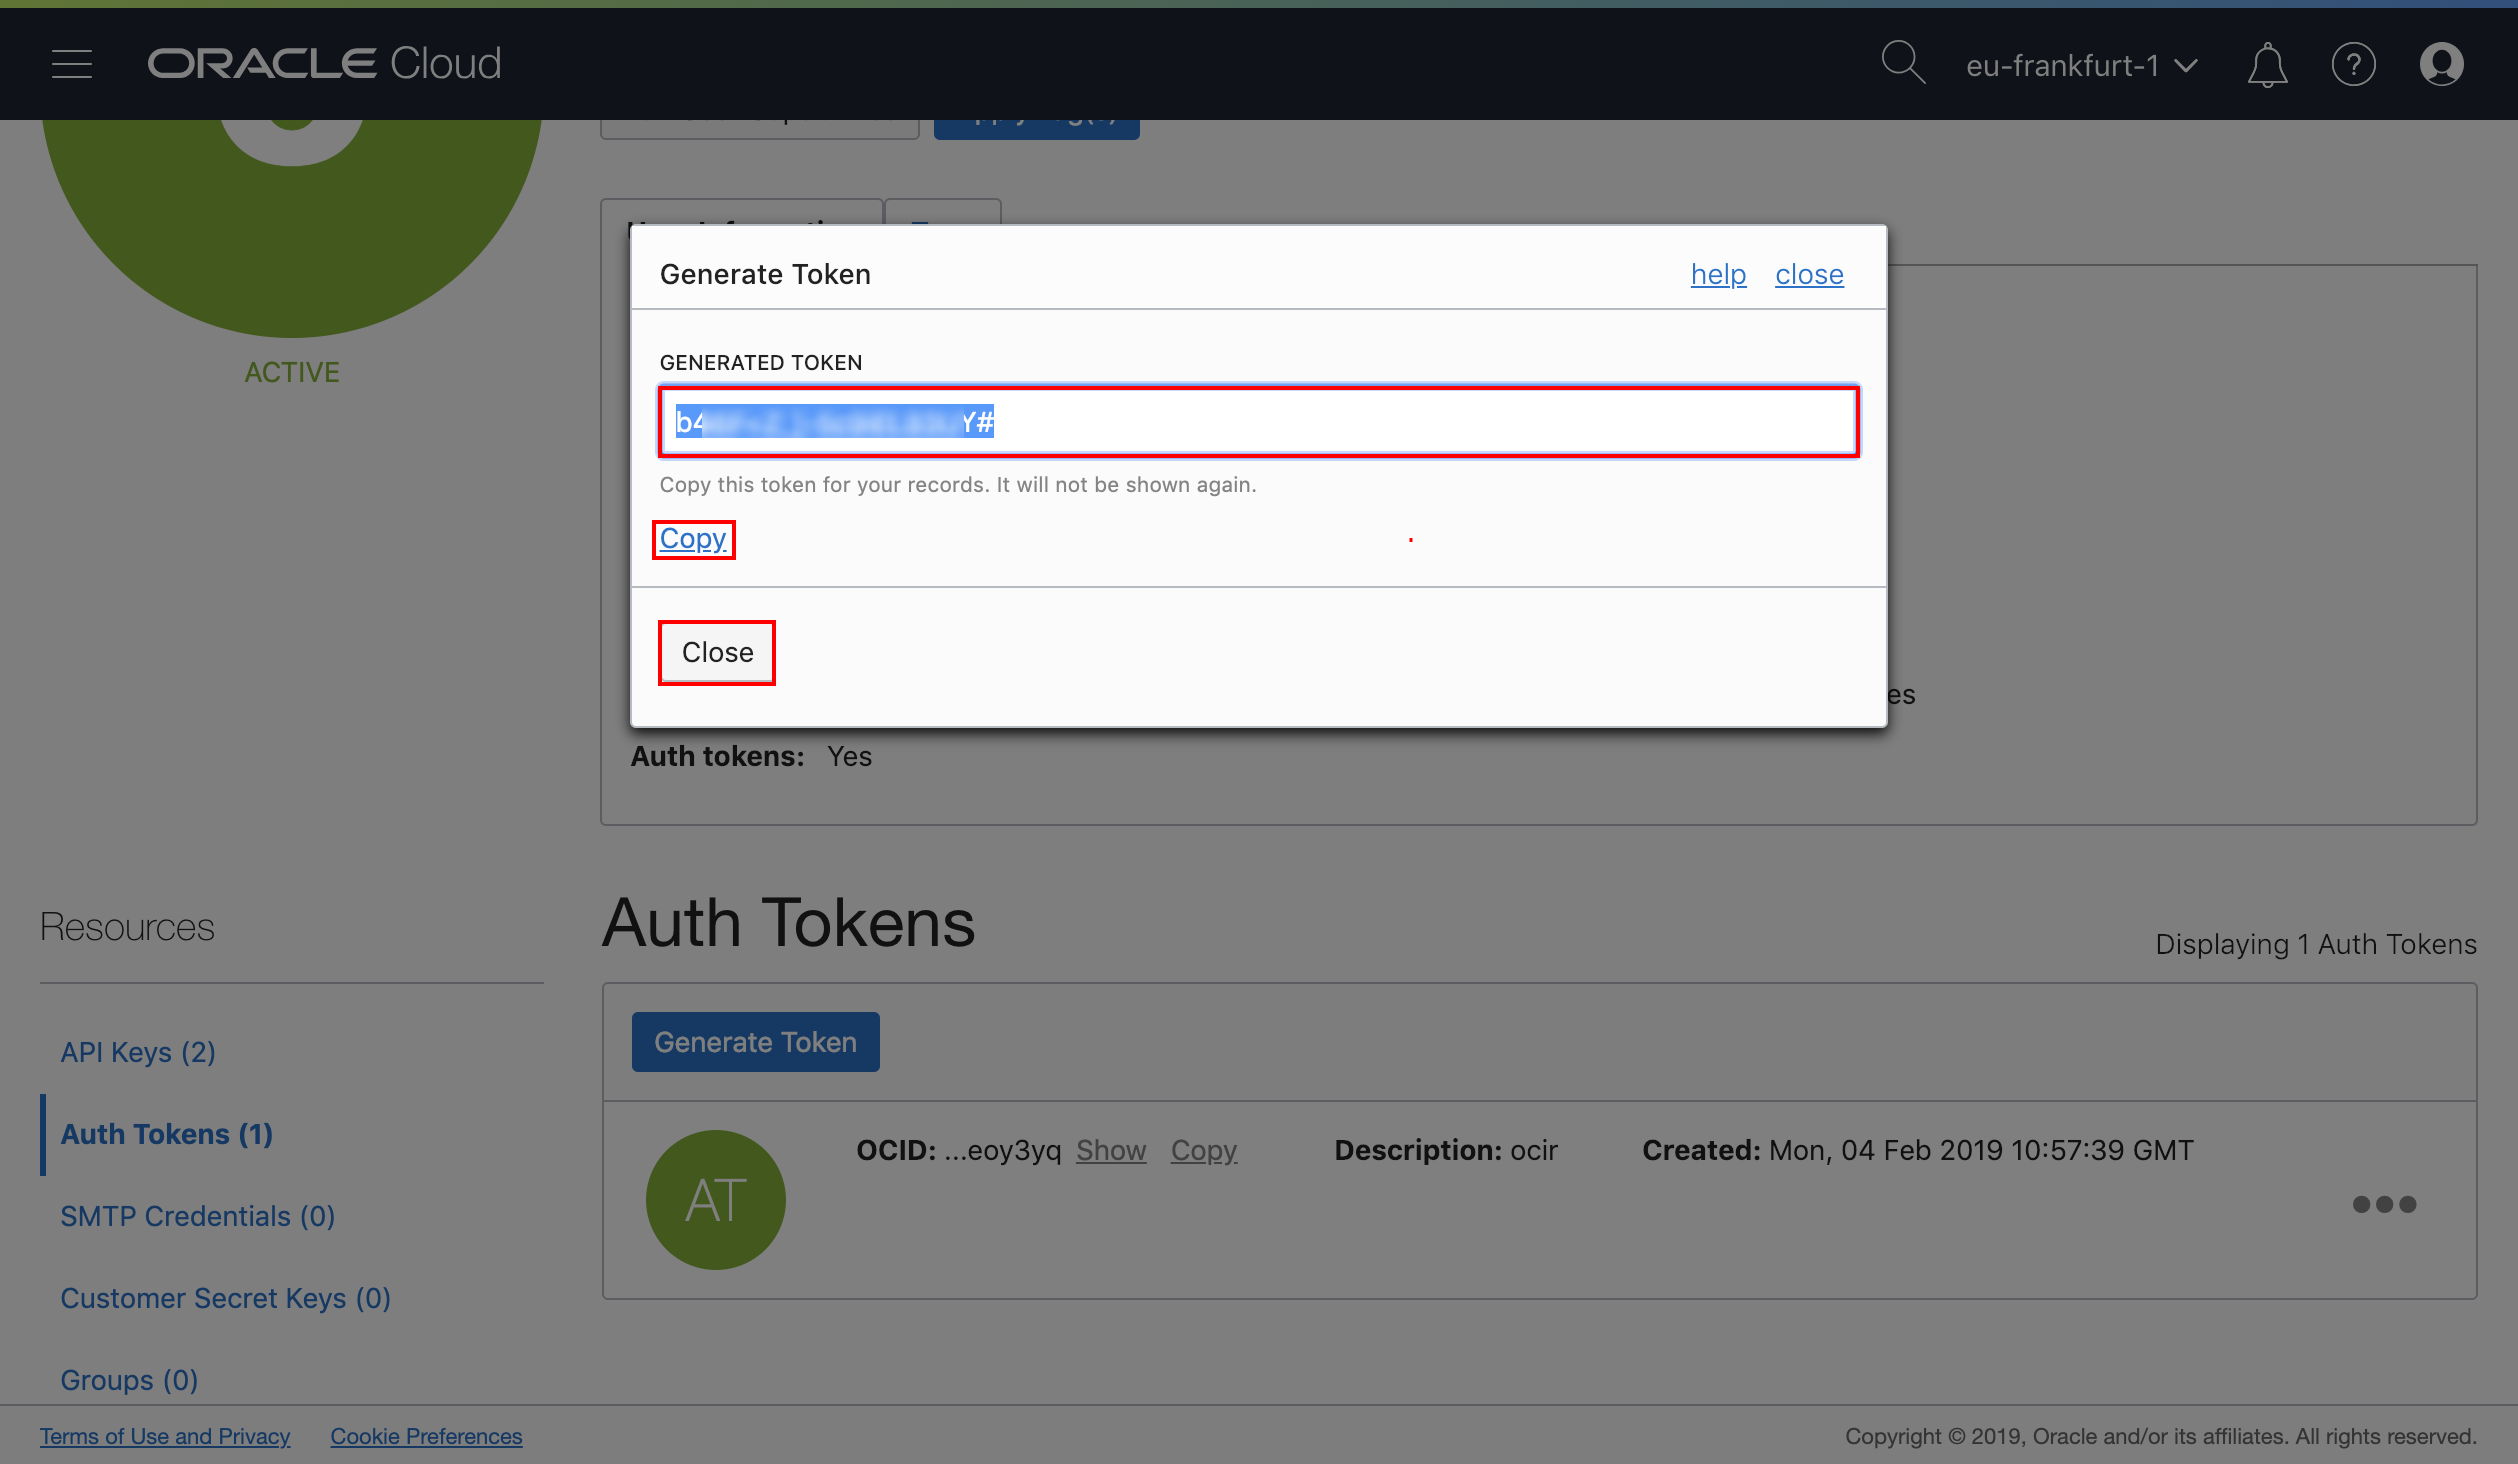 ORACLE Cloud
eu-frankfurt-1
?
Generate Token
help close
GENERATED TOKEN
Copy this token for your records. It will not be shown again.
Copy
Close
ACTIVE
Auth tokens: Yes
Resources
API Keys (2)
Auth Tokens (1)
SMTP Credentials (0)
Customer Secret Keys (0)
Groups (0)
Auth Tokens
Displaying 1 Auth Tokens
Generate Token
AT
OCID: ...eoy3yq Show Copy Description: ocir Created: Mon, 04 Feb 2019 10:57:39 GMT
Terms of Use and Privacy Cookie Preferences
Copyright © 2019, Oracle and/or its affiliates. All rights reserved.